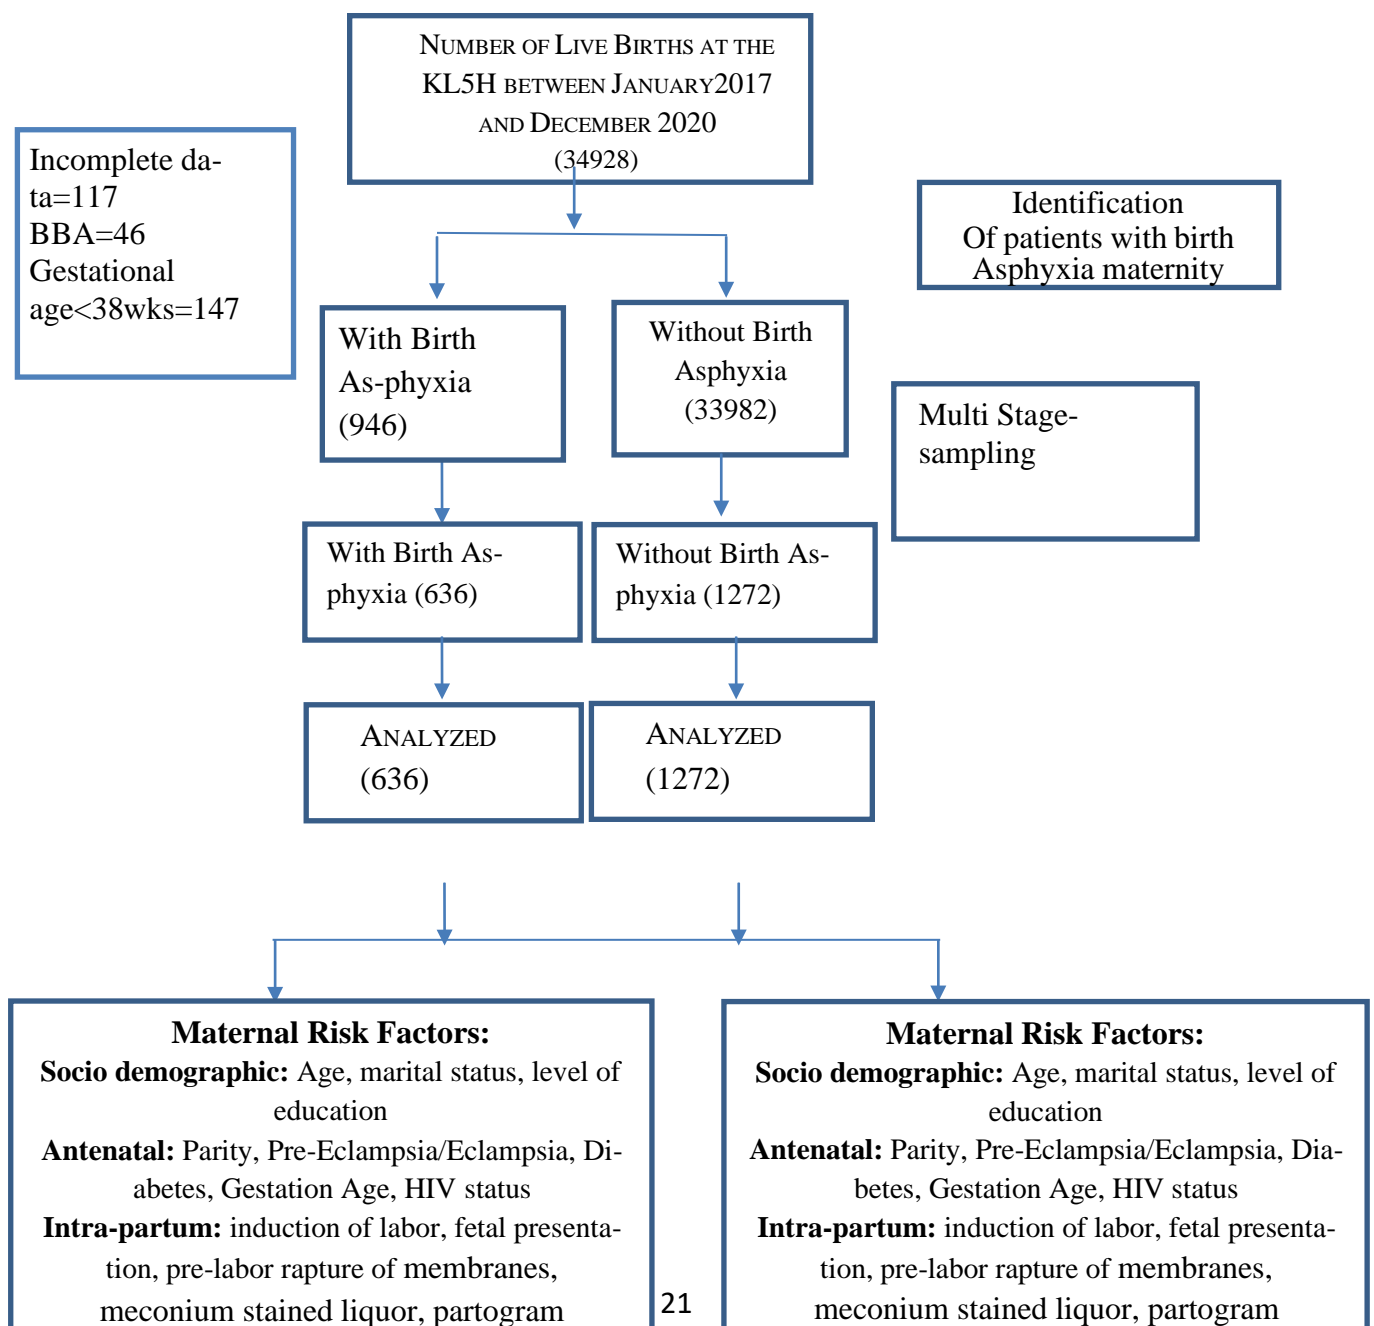 NUMBER OF LIVE BIRTHS AT THE
KL5H BETWEEN JANUARY2017
AND DECEMBER 2020
(34928)
Incomplete da-
ta=117
BBA=46
Gestational
age<38wks=147
Identification
Of patients with birth
Asphyxia maternity
With Birth
As-phyxia
(946)
Without Birth
Asphyxia
(33982)
Multi Stage-
sampling
With Birth As-
phyxia (636)
Without Birth As-
phyxia (1272)
ANALYZED
(636)
ANALYZED
(1272)
Maternal Risk Factors:
Socio demographic: Age, marital status, level of
education
Antenatal: Parity, Pre-Eclampsia/Eclampsia, Di-
abetes, Gestation Age, HIV status
Intra-partum: induction of labor, fetal presenta-
tion, pre-labor rapture of membranes,
meconium stained liquor, partogram
Maternal Risk Factors:
Socio demographic: Age, marital status, level of
education
Antenatal: Parity, Pre-Eclampsia/Eclampsia, Dia-
betes, Gestation Age, HIV status
Intra-partum: induction of labor, fetal presenta-
tion, pre-labor rapture of membranes,
meconium stained liquor, partogram
21